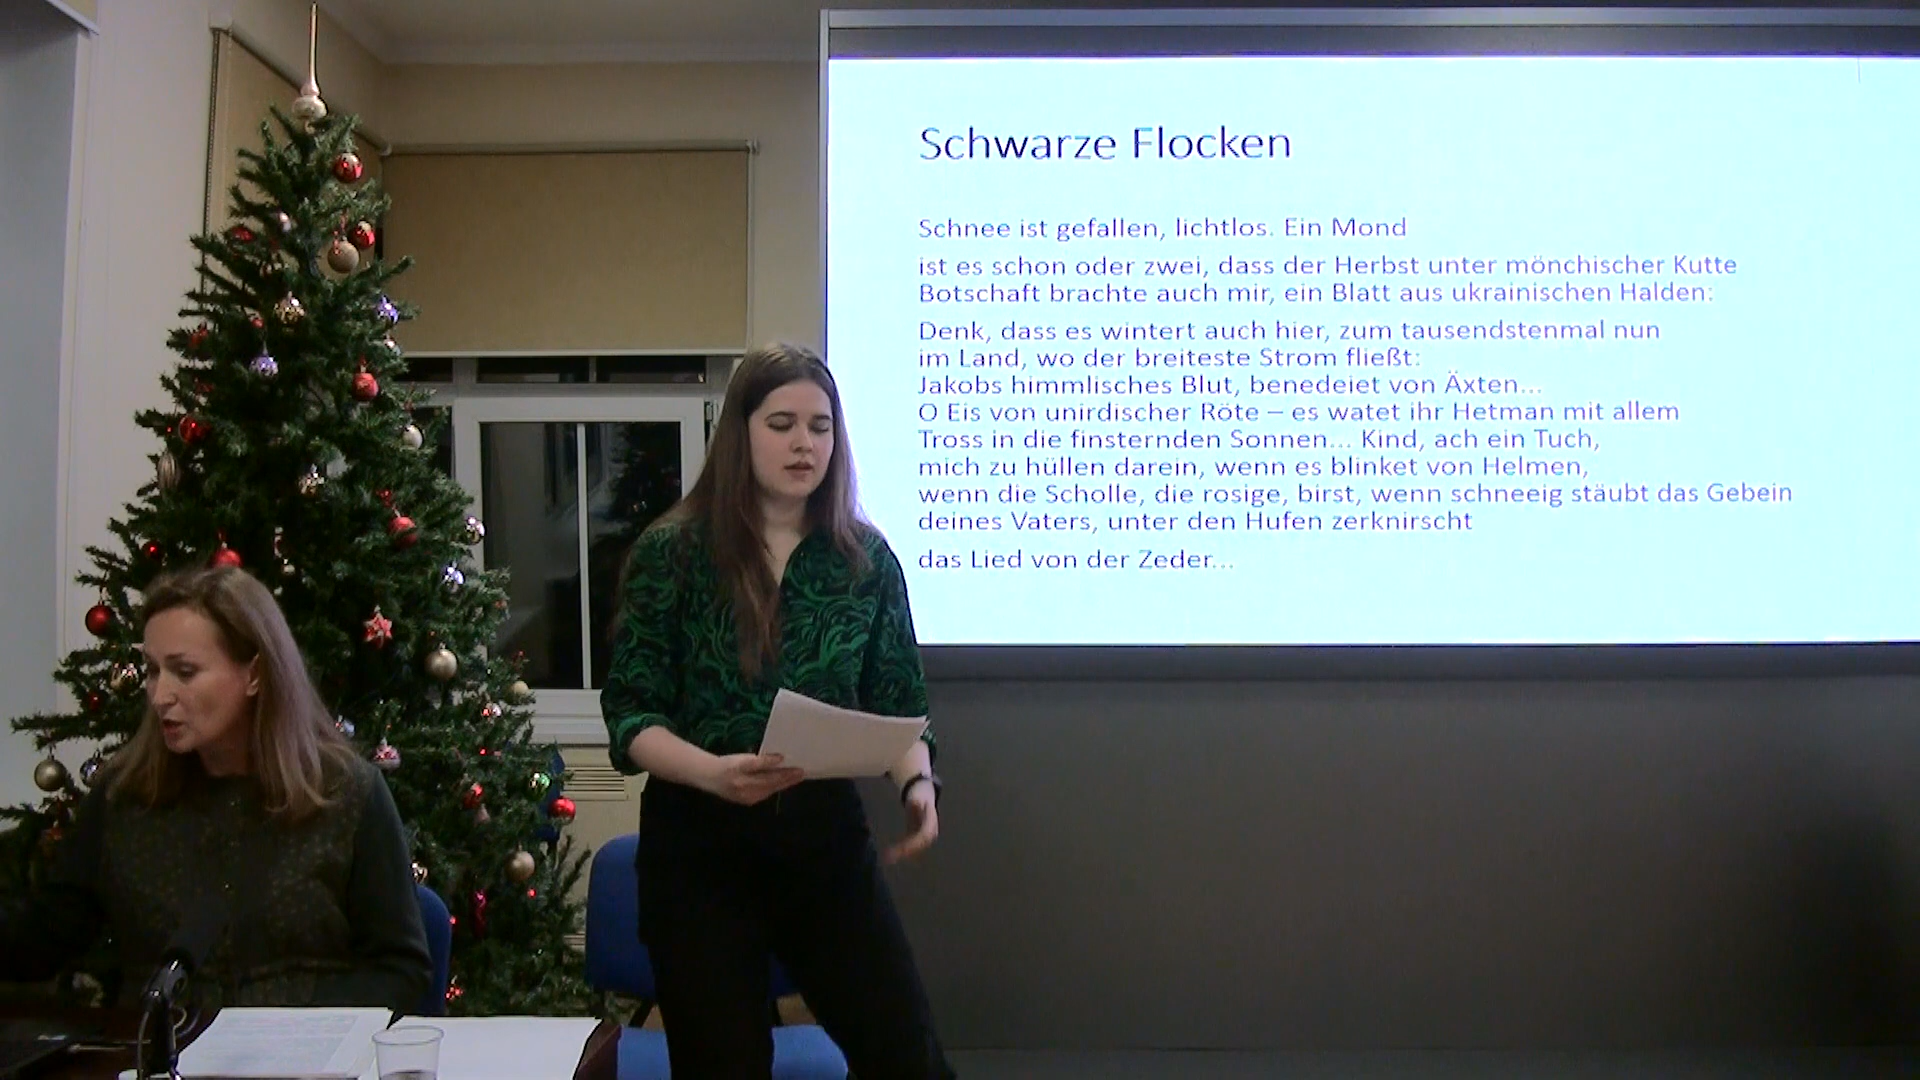 Schwarze Flocken
Schnee ist gefallen, lichtlos. Ein Mond
ist es schon oder zwei, dass der Herbst unter mönchischer Kutte
Botschaft brachte auch mir, ein Blatt aus ukrainischen Halden:
Denk, dass es wintert auch hier, zum tausendstenmal nun
im Land, wo der breiteste Strom fließt:
Jakobs himmlisches Blut, benedeiet von Äxten...
O Eis von unirdischer Röte – es watet ihr Hetman mit allem
Tross in die finsternden Sonnen... Kind, ach ein Tuch,
mich zu hüllen darein, wenn es blinket von Helmen,
wenn die Scholle, die rosige, birst, wenn schneeig stäubt das Gebein
deines Vaters, unter den Hufen zerknirscht
das Lied von der Zeder...